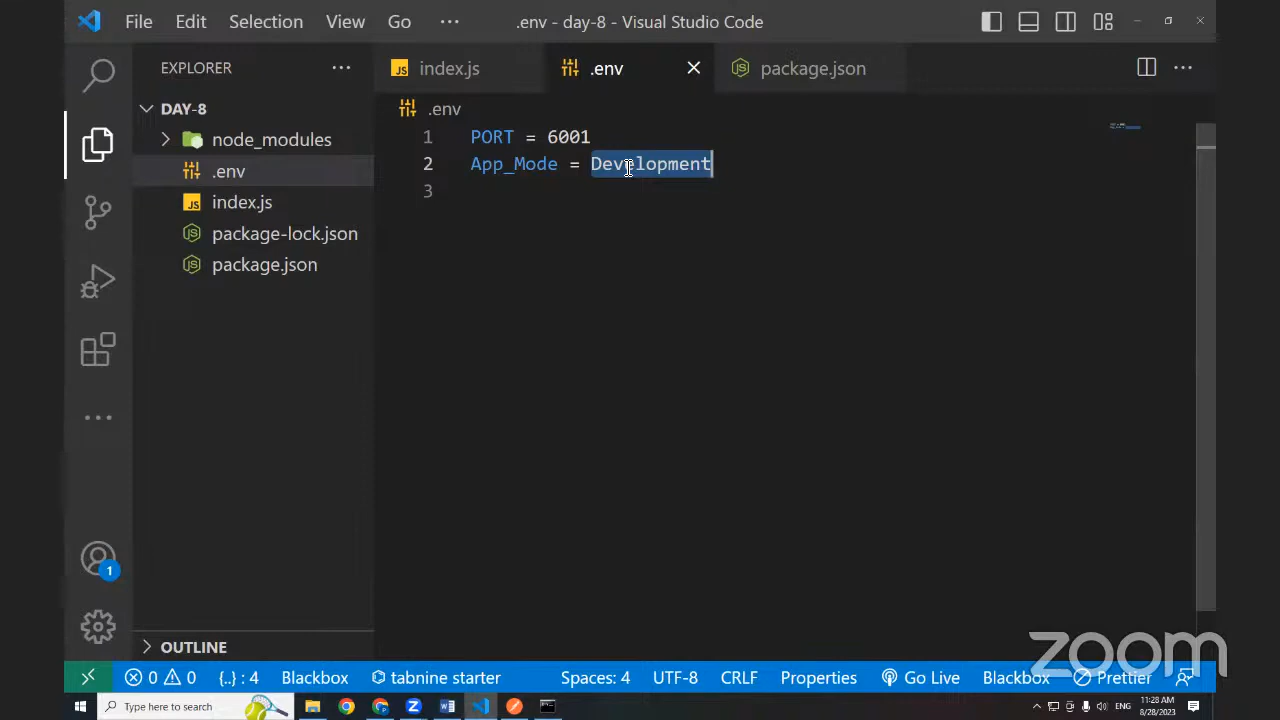 File Edit Selection View Go ··· .env - day-8 - Visual Studio Code
EXPLORER ···
DAY-8
node_modules
.env
index.js
package-lock.json
package.json
OUTLINE
JS index.js
.env
package.json
.env
1 PORT = 6001
2 App_Mode = Development
3
1
zoom
0 0 {..} : 4 Blackbox tabnine starter Spaces: 4 UTF-8 CRLF Properties Go Live Blackbox Prettier
Type here to search
ENG
11:28 AM
8/28/2023